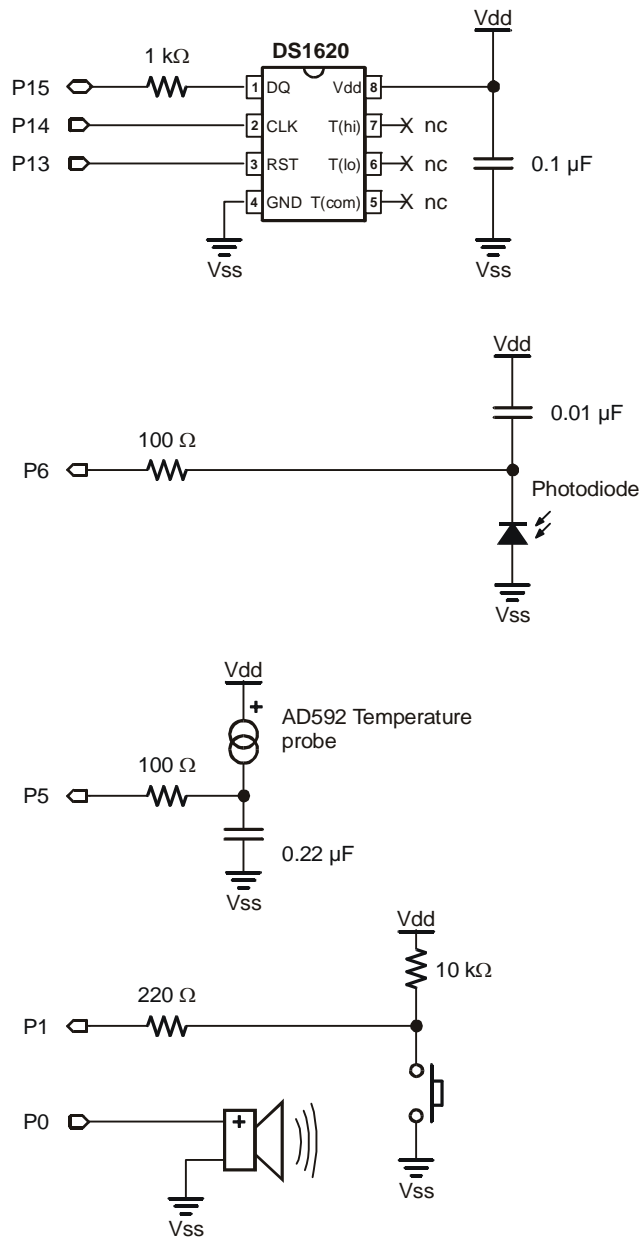 Vdd
DS1620
1 kΩ
P15 1 DQ Vdd 8
P14 2 CLK T(hi) 7 X nc
P13 3 RST T(lo) 6 X nc 0.1 µF
4 GND T(com) 5 X nc
Vss Vss
Vdd
0.01 µF
100 Ω
P6
Photodiode
Vss
Vdd
+
AD592 Temperature
probe
100 Ω
P5
0.22 µF
Vss
Vdd
10 kΩ
220 Ω
P1
P0 +
Vss Vss